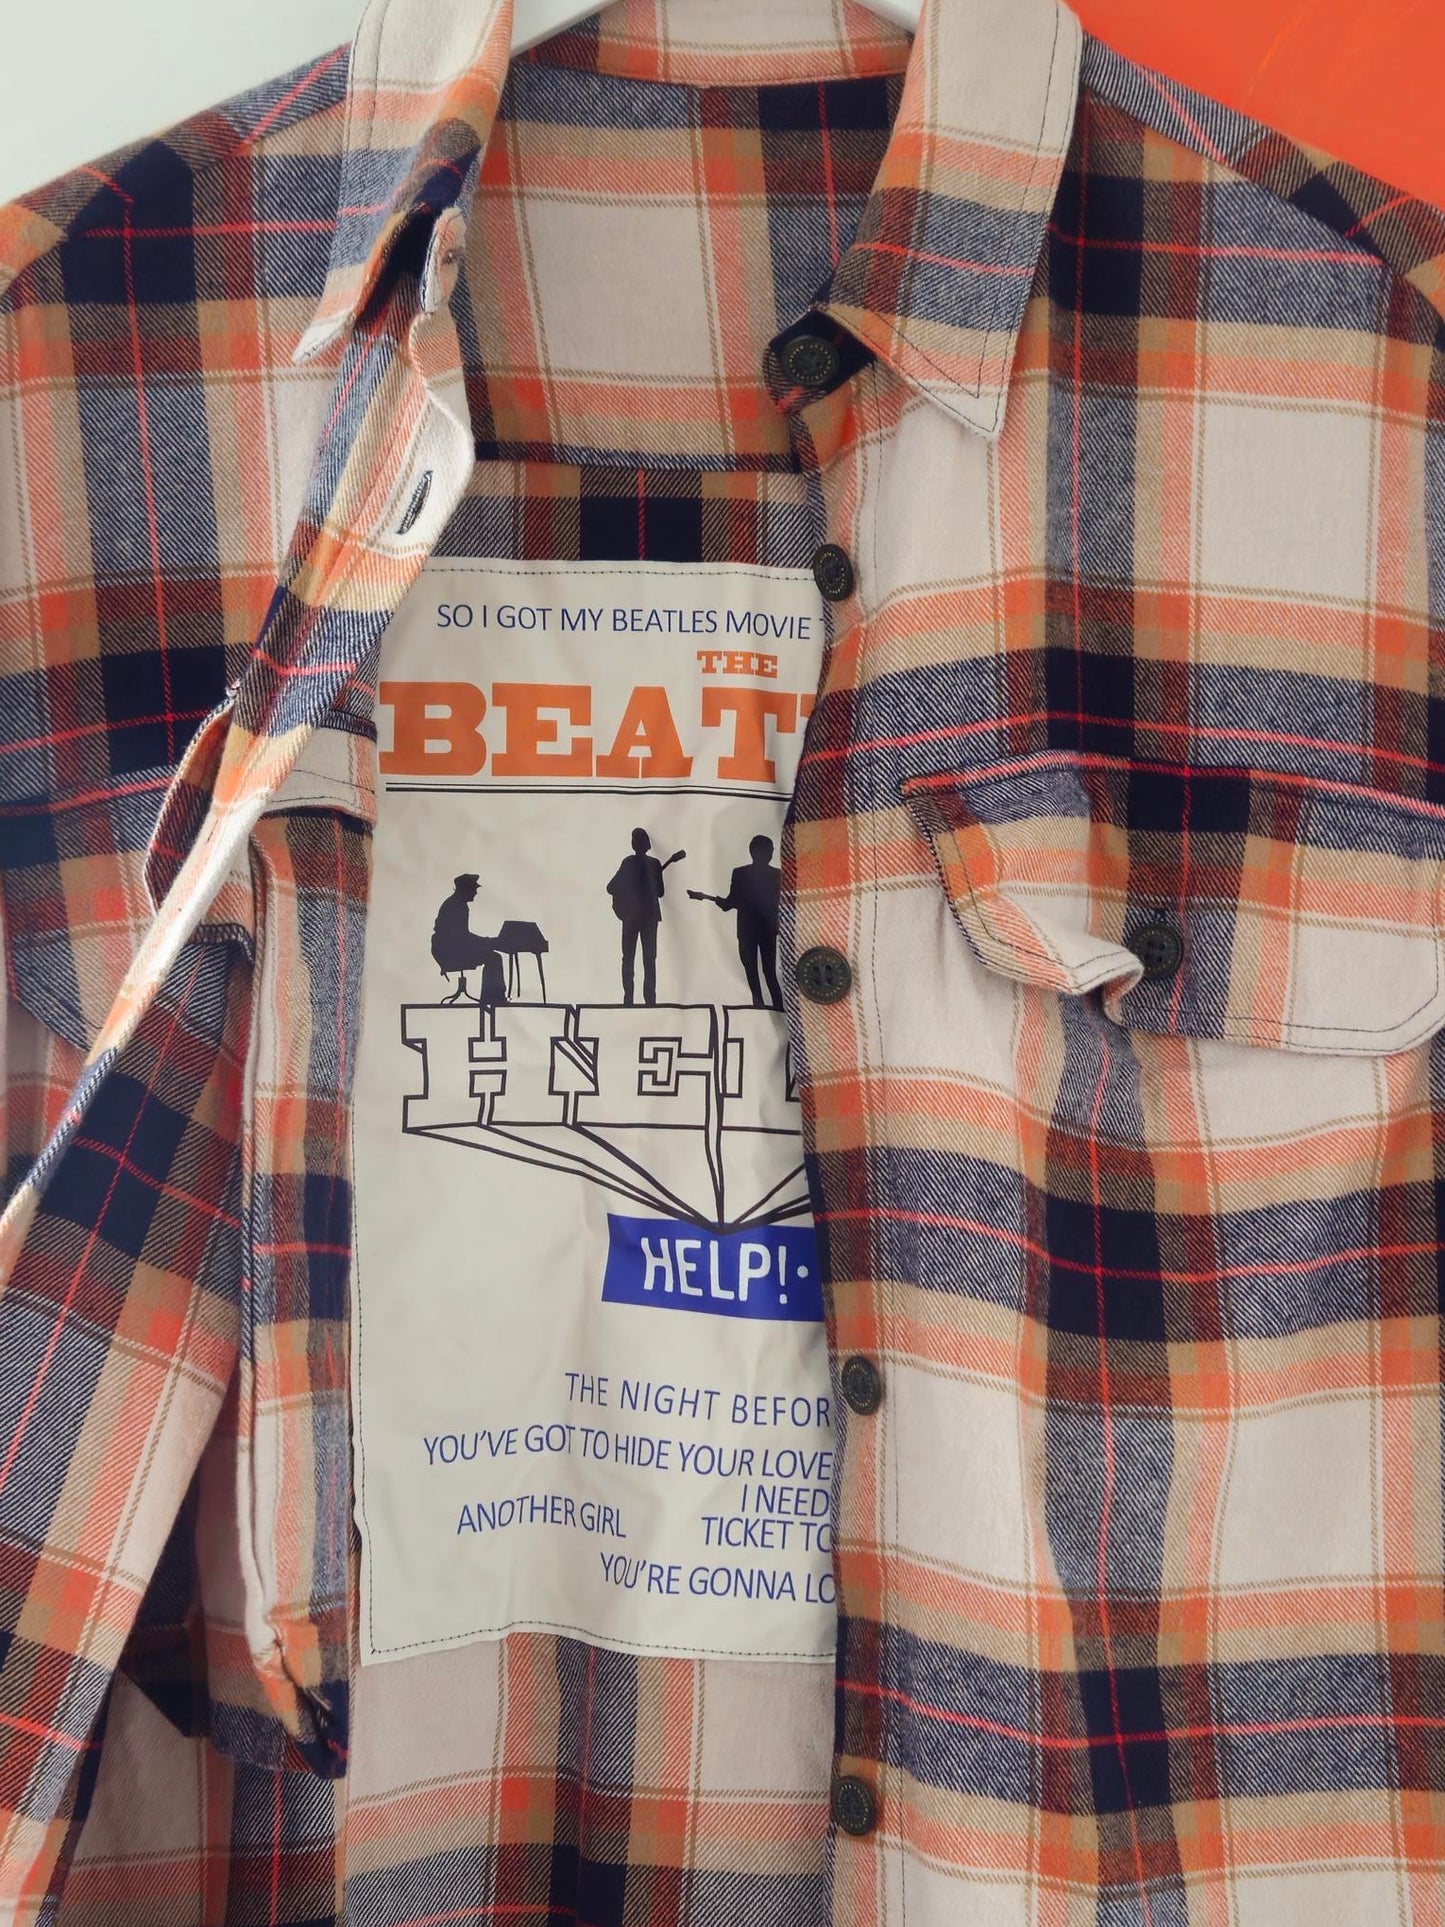 SO I GOT MY BEATLES MOVIE
THE
BEAT
HE
HELP!
THE NIGHT BEFOR
YOU'VE GOT TO HIDE YOUR LOVE
I NEED
ANOTHER GIRL TICKET TO
YOU'RE GONNA LO